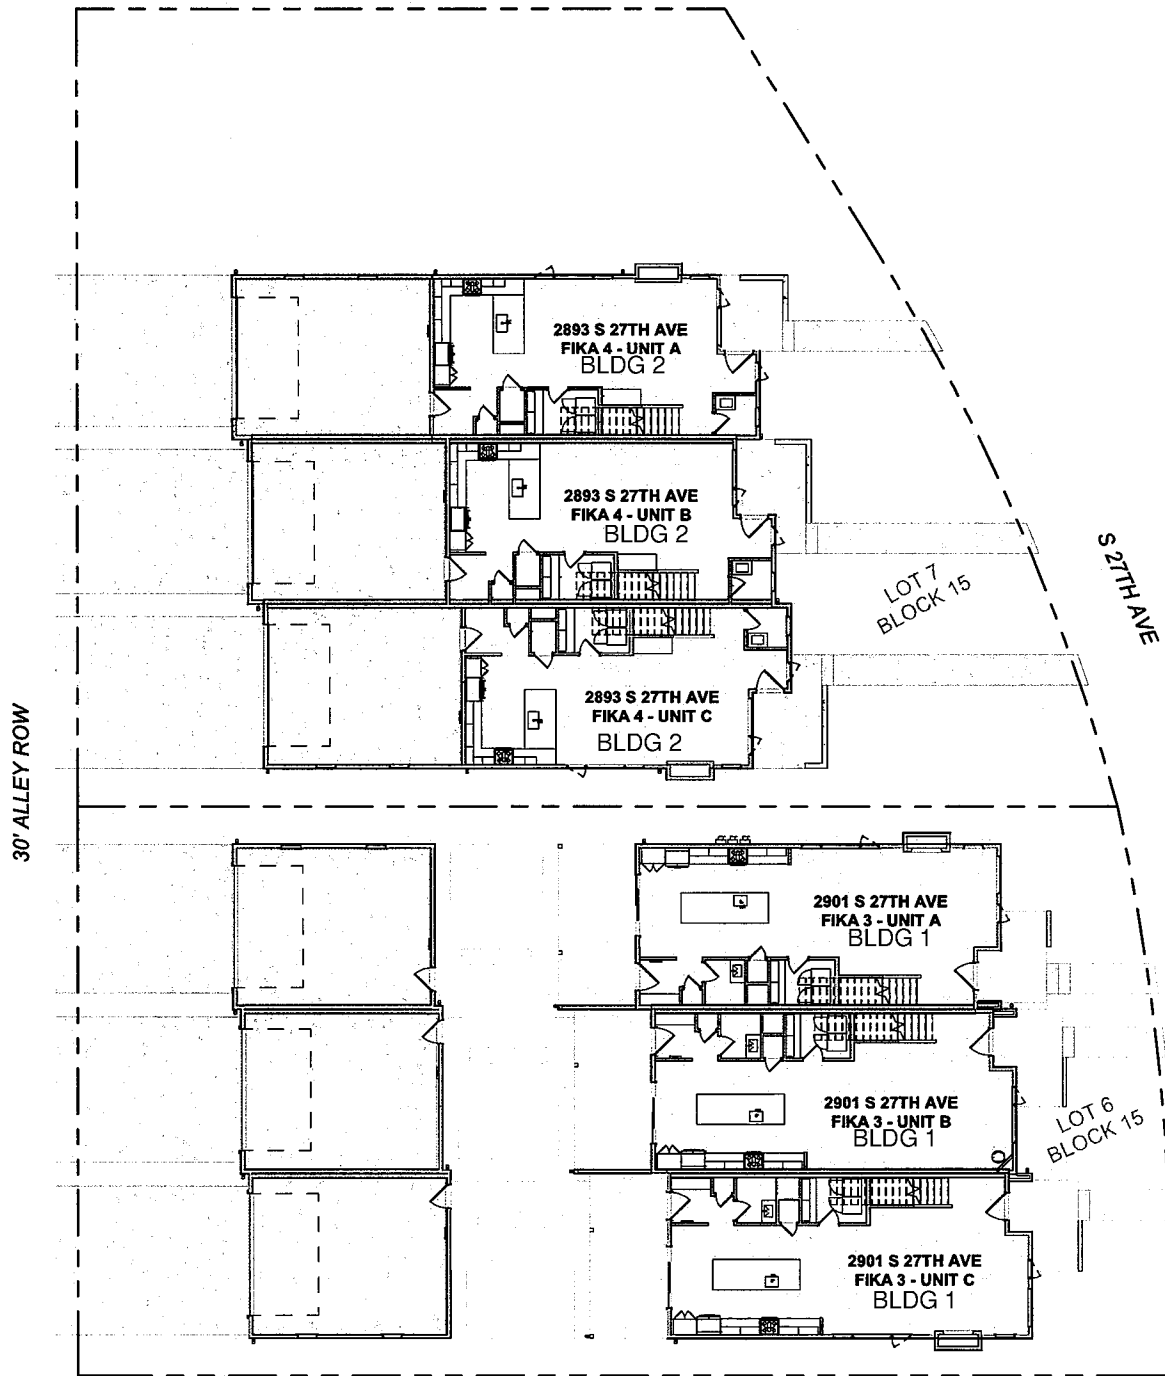 2893 S 27TH AVE
FIKA 4 - UNIT A
BLDG 2
2893 S 27TH AVE
FIKA 4 - UNIT B
BLDG 2
S 27TH AVE
LOT 7
BLOCK 15
2893 S 27TH AVE
FIKA 4 - UNIT C
BLDG 2
30' ALLEY ROW
2901 S 27TH AVE
FIKA 3 - UNIT A
BLDG 1
2901 S 27TH AVE
FIKA 3 - UNIT B
BLDG 1
LOT 6
BLOCK 15
2901 S 27TH AVE
FIKA 3 - UNIT C
BLDG 1